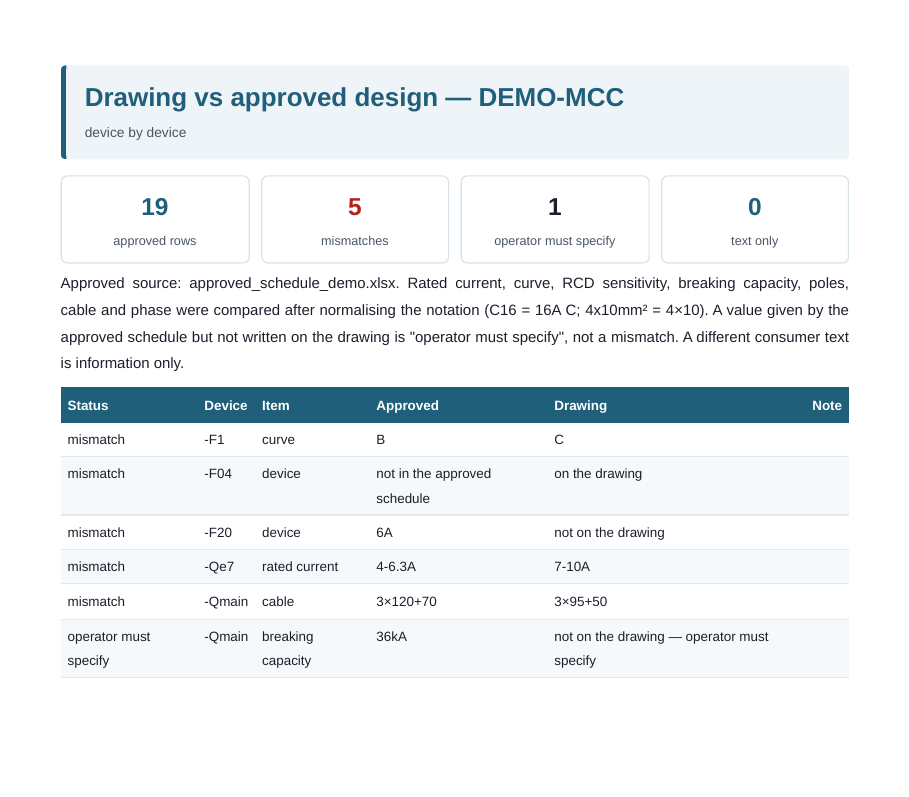 Drawing vs approved design — DEMO-MCC
device by device
19 5 1 0
approved rows mismatches operator must specify text only
Approved source: approved_schedule_demo.xlsx. Rated current, curve, RCD sensitivity, breaking capacity, poles,
cable and phase were compared after normalising the notation (C16 = 16A C; 4x10mm² = 4×10). A value given by the
approved schedule but not written on the drawing is "operator must specify", not a mismatch. A different consumer text
is information only.
Status Device Item Approved Drawing Note
mismatch -F1 curve B C
mismatch -F04 device not in the approved on the drawing
schedule
mismatch -F20 device 6A not on the drawing
mismatch -Qe7 rated current 4-6.3A 7-10A
mismatch -Qmain cable 3×120+70 3×95+50
operator must -Qmain breaking 36kA not on the drawing — operator must
specify capacity specify